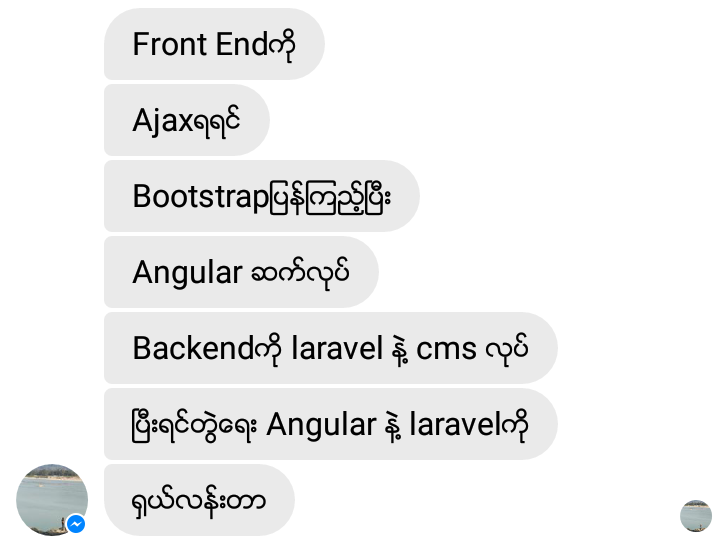 Front Endကို
Ajaxရရင်
Bootstrapပြန်ကြည့်ပြီး
Angular ဆက်လုပ်
Backendကို laravel နဲ့ cms လုပ်
ပြီးရင်တွဲရေး Angular နဲ့ laravelကို
ရှယ်လန်းတာ